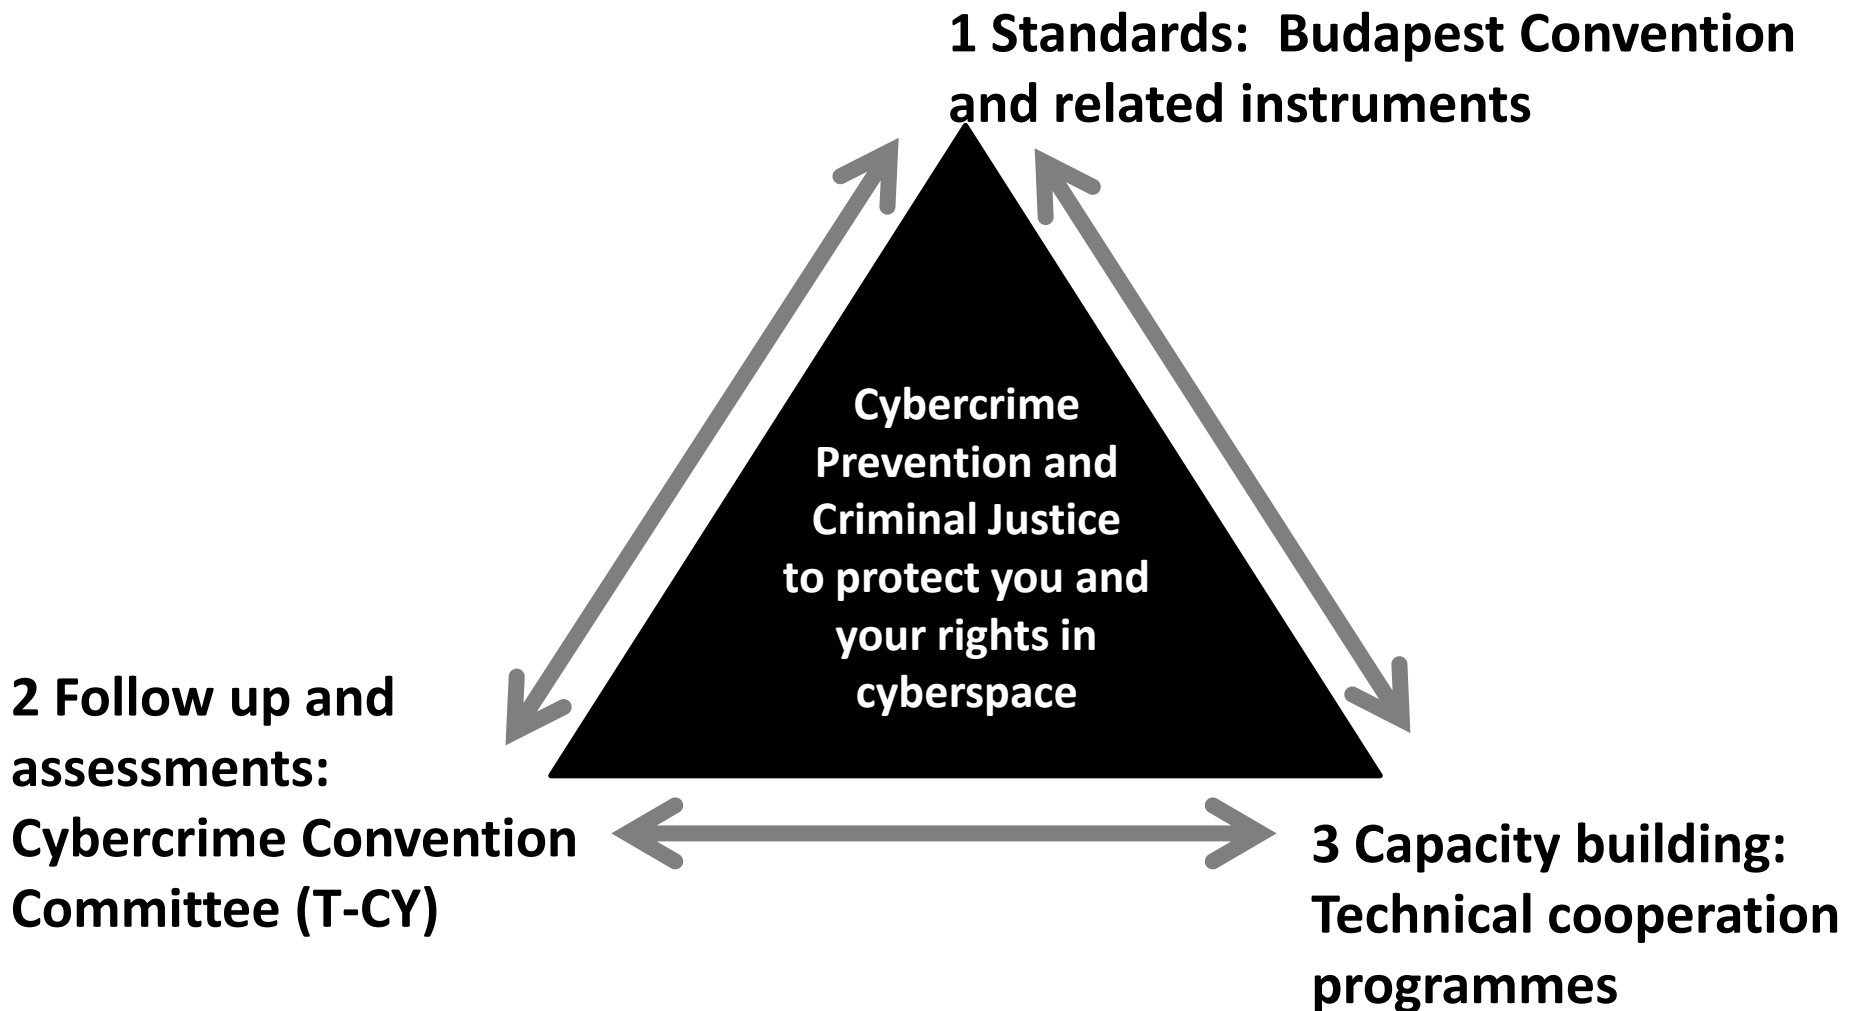 1 Standards:  Budapest Convention
and related instruments
Cybercrime
Prevention and
Criminal Justice
to protect you and
your rights in
cyberspace
2 Follow up and
assessments:
Cybercrime Convention
Committee (T-CY)
3 Capacity building:
Technical cooperation
programmes